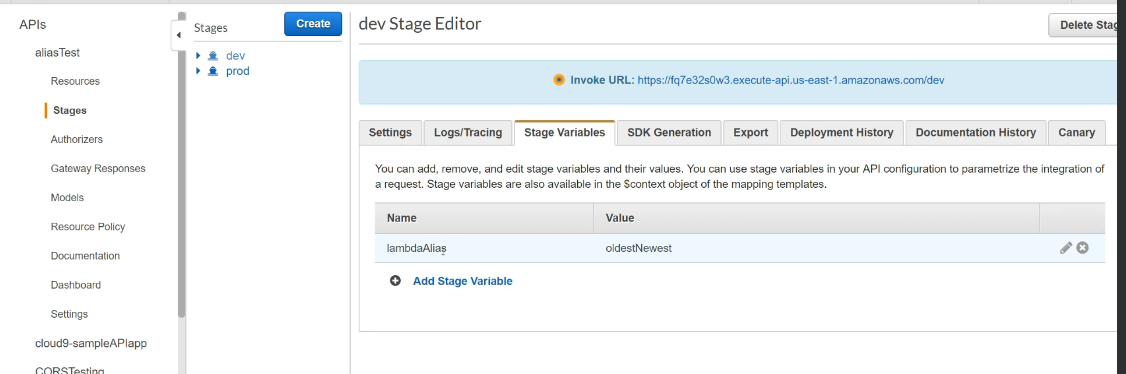 APIs
aliasTest
Resources
Stages
Authorizers
Gateway Responses
Models
Resource Policy
Documentation
Dashboard
Settings
cloud9-sampleAPIapp
CORSTesting
Stages
Create
dev
prod
dev Stage Editor
Delete Stag
Invoke URL: https://fq7e32s0w3.execute-api.us-east-1.amazonaws.com/dev
Settings Logs/Tracing Stage Variables SDK Generation Export Deployment History Documentation History Canary
You can add, remove, and edit stage variables and their values. You can use stage variables in your API configuration to parametrize the integration of
a request. Stage variables are also available in the $context object of the mapping templates.
Name Value
lambdaAlias oldestNewest
Add Stage Variable